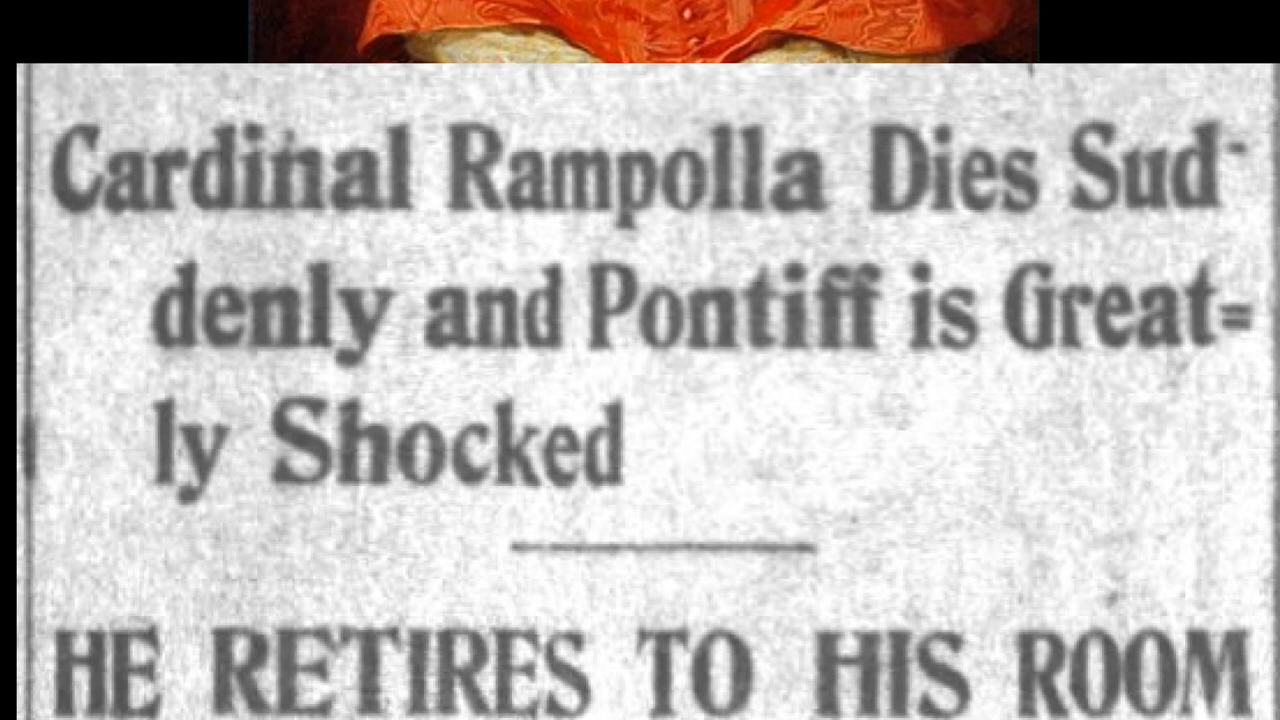 Cardinal Rampolla Dies Sud-
denly and Pontiff is Great=
ly Shocked
HE RETIRES TO HIS ROOM